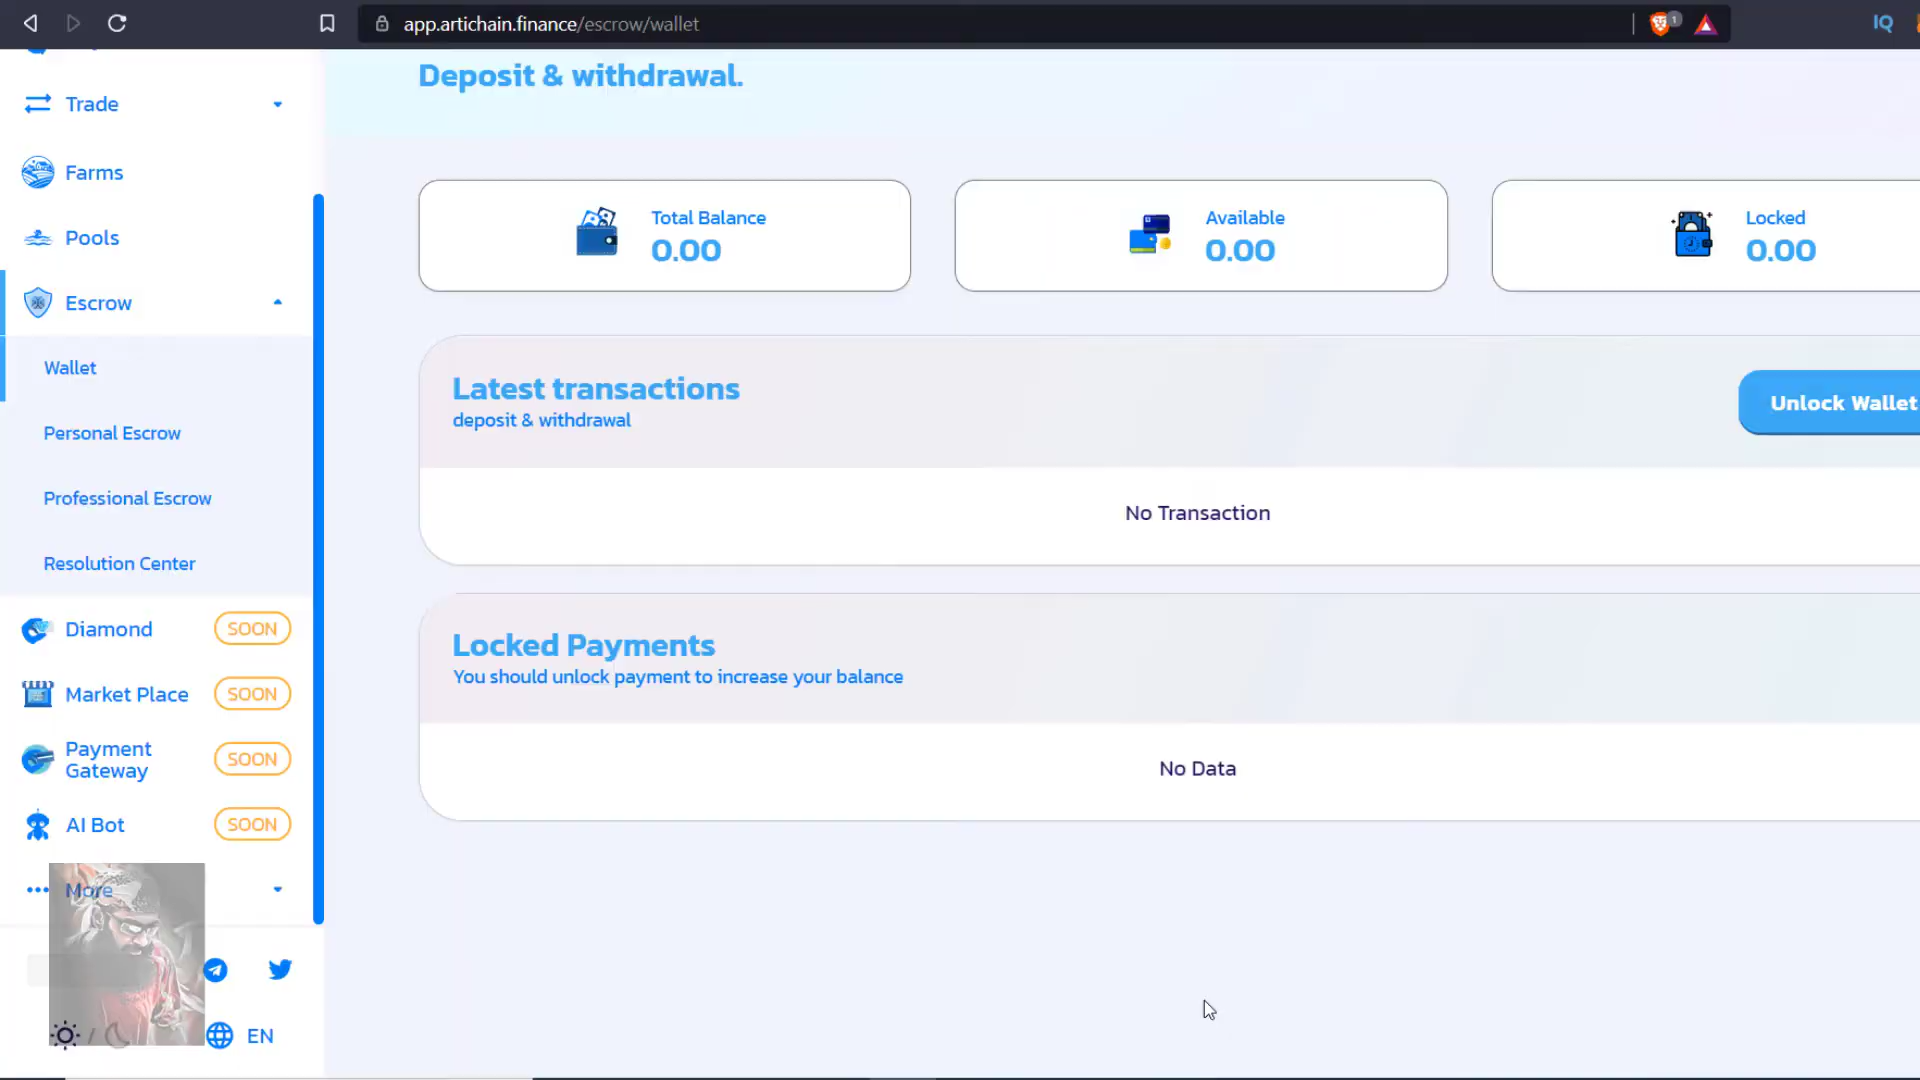 app.artichain.finance/escrow/wallet
1
IQ
Deposit & withdrawal.
Trade
Farms
Pools
Escrow
Wallet
Personal Escrow
Professional Escrow
Resolution Center
Diamond
SOON
Market Place
SOON
Payment
Gateway
SOON
AI Bot
SOON
More
EN
Total Balance
0.00
Available
0.00
Locked
0.00
Latest transactions
deposit & withdrawal
Unlock Wallet
No Transaction
Locked Payments
You should unlock payment to increase your balance
No Data